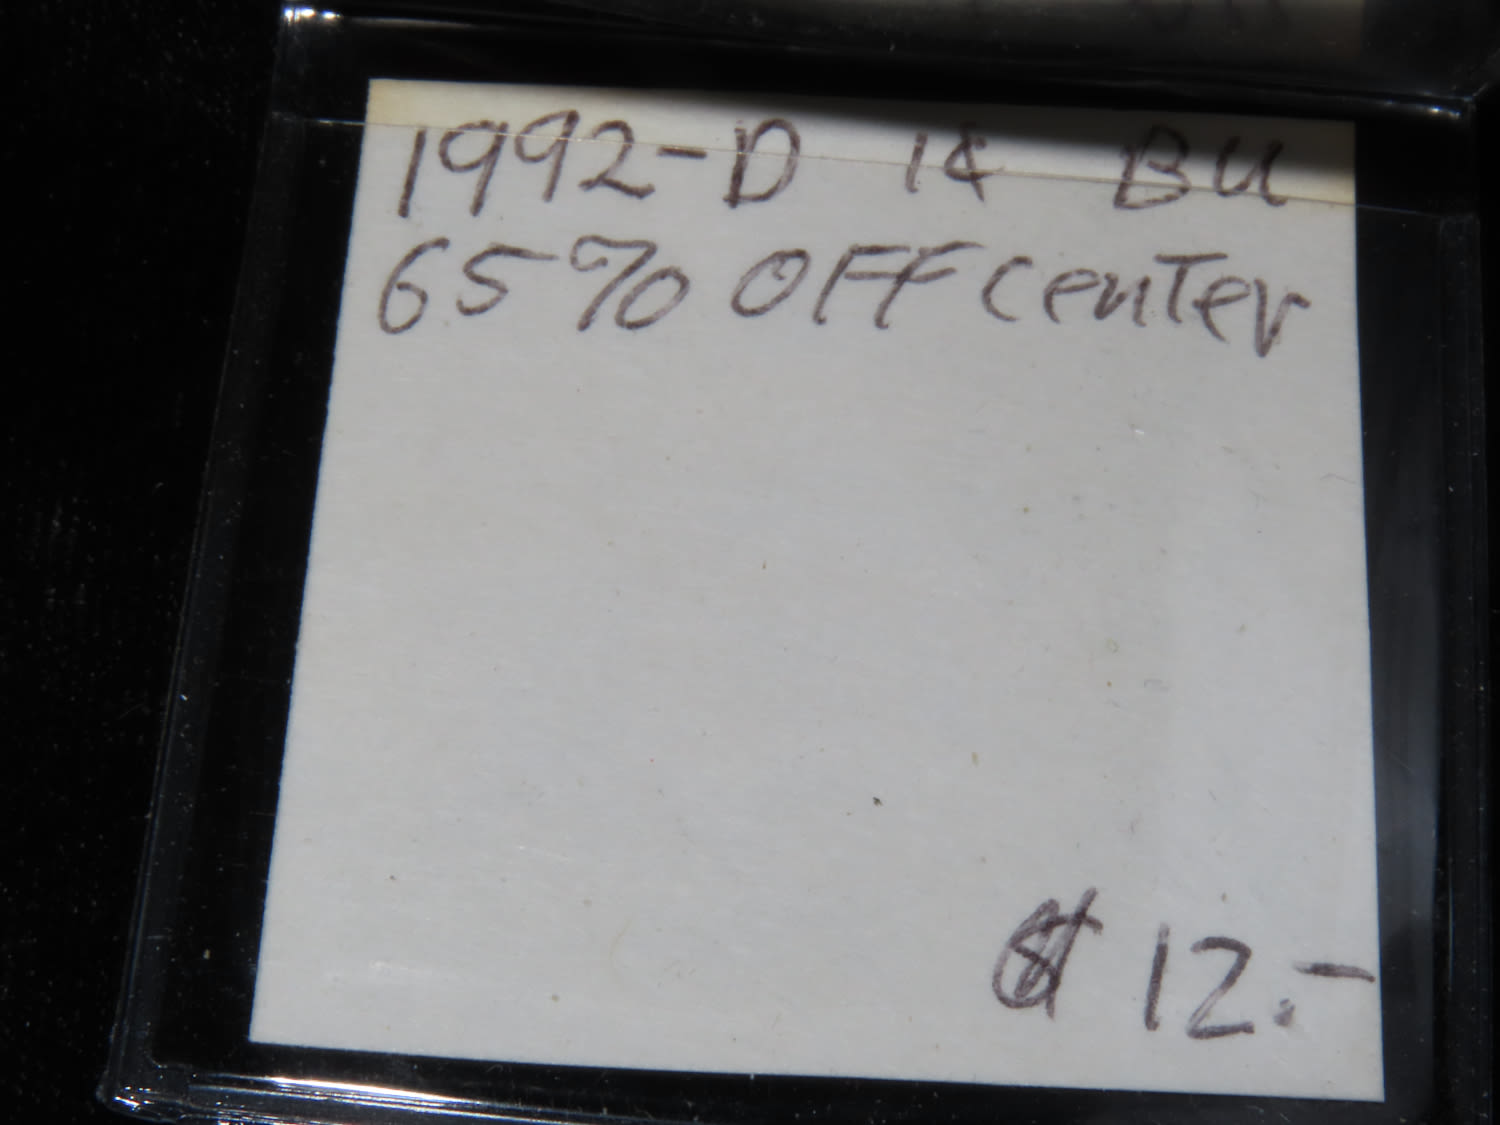 1992-D 1¢ BU
65% OFF center
$ 12.-